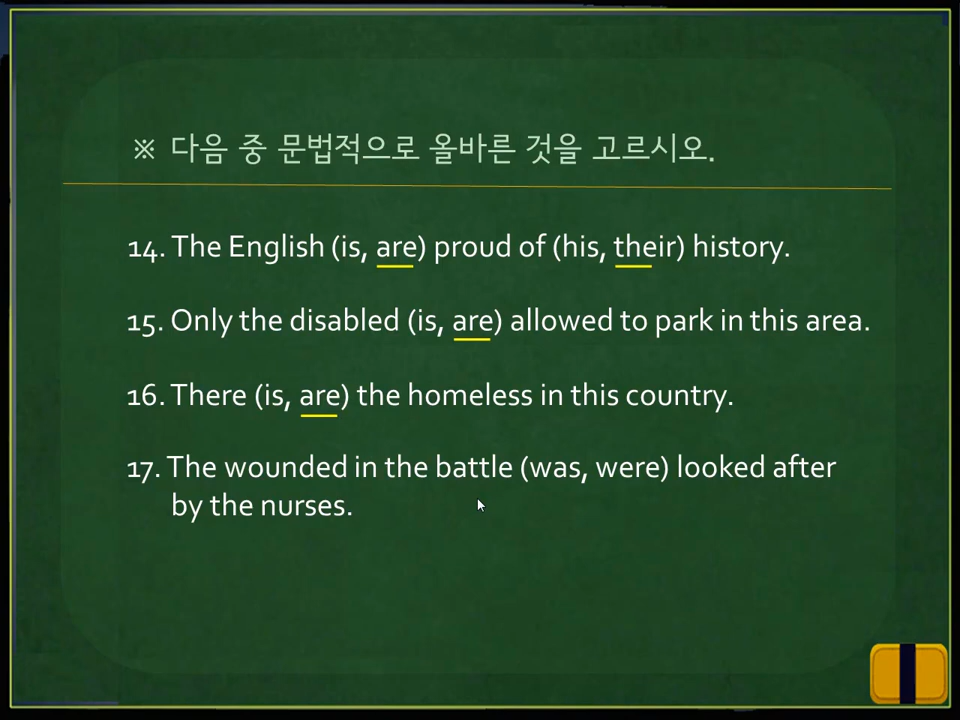 ※ 다음 중 문법적으로 올바른 것을 고르시오.
14. The English (is, are) proud of (his, their) history.
15. Only the disabled (is, are) allowed to park in this area.
16. There (is, are) the homeless in this country.
17. The wounded in the battle (was, were) looked after
by the nurses.